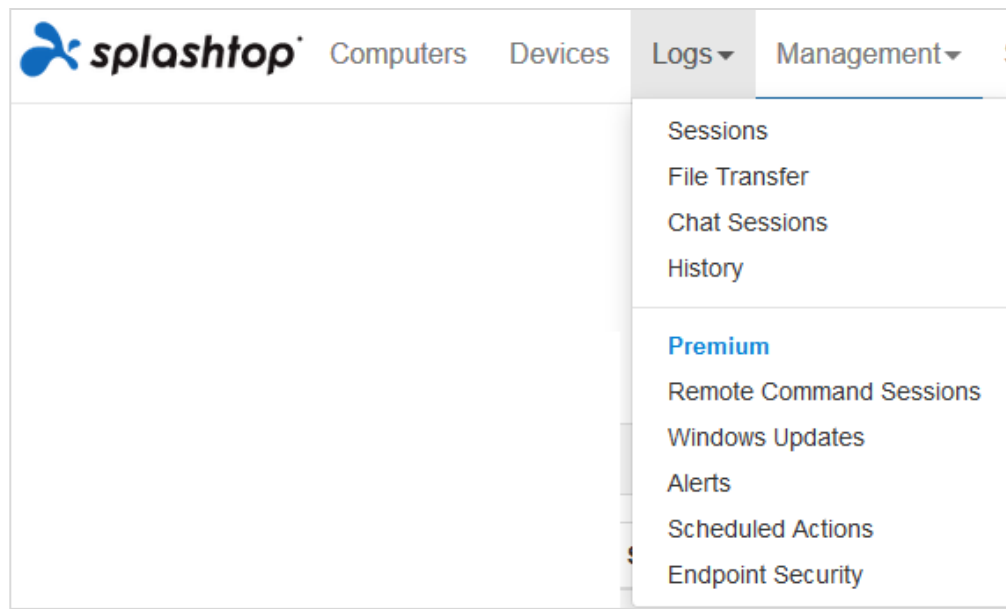 splashtop Computers Devices Logs Management
Sessions
File Transfer
Chat Sessions
History
Premium
Remote Command Sessions
Windows Updates
Alerts
Scheduled Actions
Endpoint Security